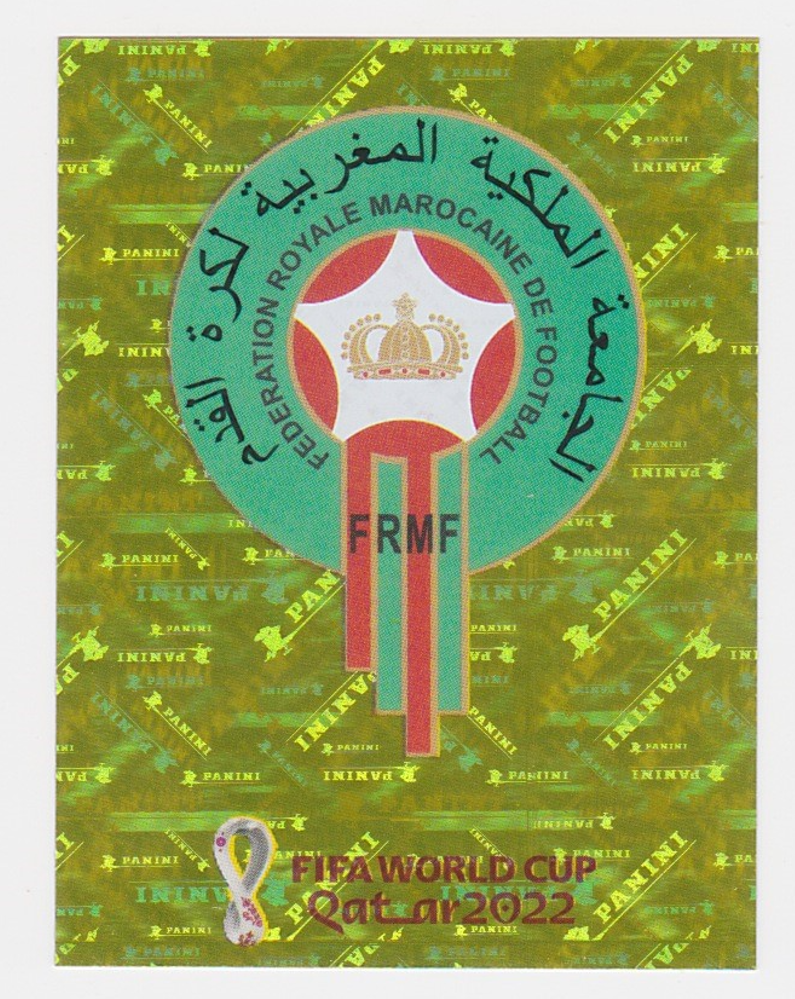 الجامعة الملكية المغربية لكرة القدم
FEDERATION ROYALE MAROCAINE DE FOOTBALL
FRMF
FIFA WORLD CUP
Qatar2022
PANINI